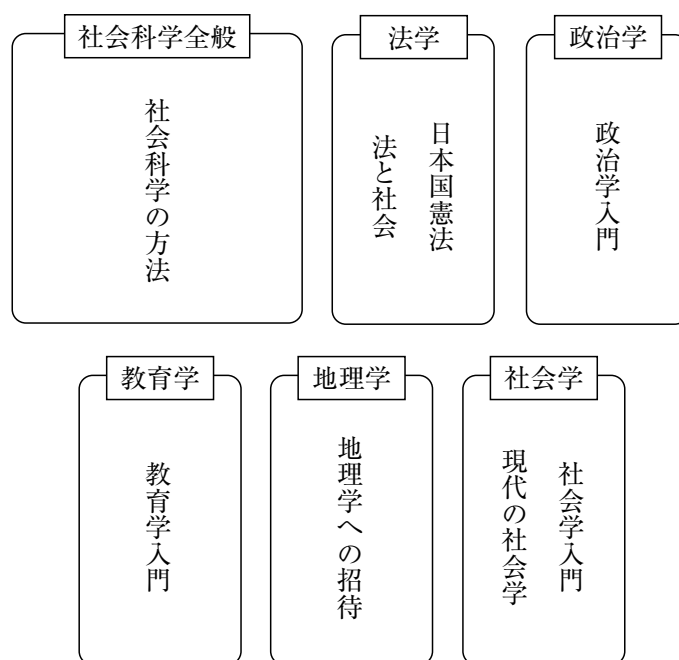 社会科学全般
社会科学の方法
法学
日本国憲法
法と社会
政治学
政治学入門
教育学
教育学入門
地理学
地理学への招待
社会学
社会学入門
現代の社会学